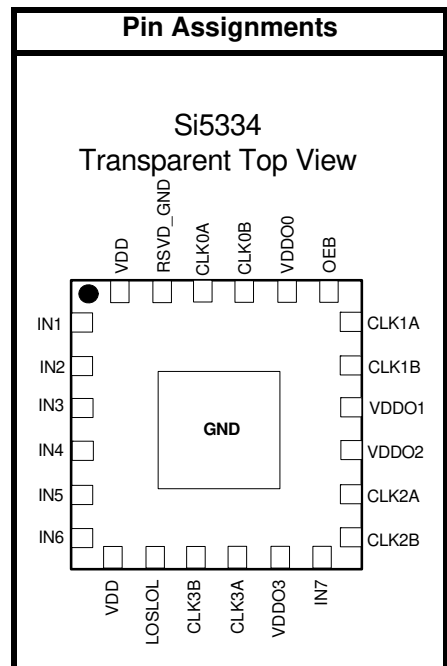 Pin Assignments
Si5334
Transparent Top View
VDD
RSVD_GND
CLK0A
CLK0B
VDDO0
OEB
IN1
IN2
IN3
IN4
IN5
IN6
GND
CLK1A
CLK1B
VDDO1
VDDO2
CLK2A
CLK2B
VDD
LOSLOL
CLK3B
CLK3A
VDDO3
IN7